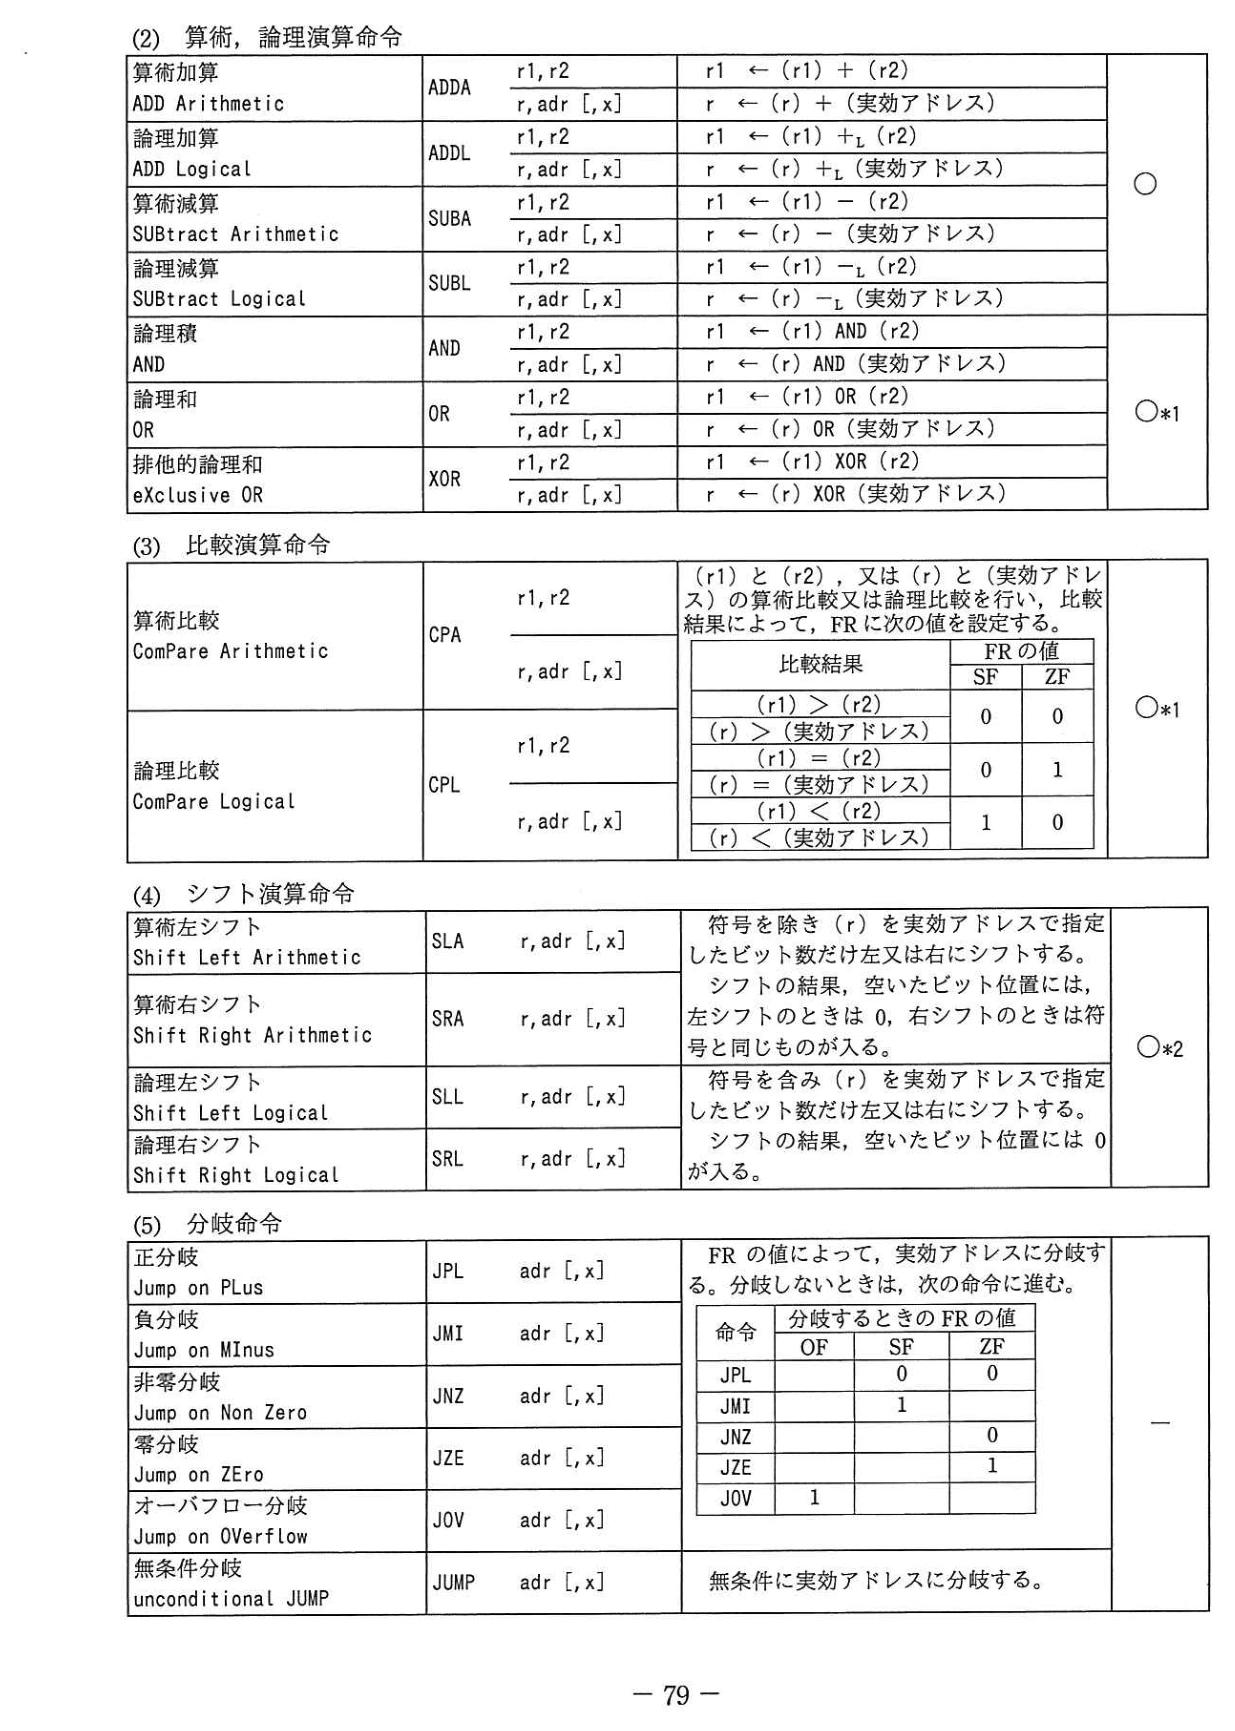 (2) 算術，論理演算命令
算術加算
ADD Arithmetic
ADDA
r1,r2
r1 ← (r1) ＋ (r2)
r,adr [,x]
r ← (r) ＋ (実効アドレス)
論理加算
ADD Logical
ADDL
r1,r2
r1 ← (r1) ＋L (r2)
r,adr [,x]
r ← (r) ＋L (実効アドレス)
算術減算
SUBtract Arithmetic
SUBA
r1,r2
r1 ← (r1) － (r2)
r,adr [,x]
r ← (r) － (実効アドレス)
論理減算
SUBtract Logical
SUBL
r1,r2
r1 ← (r1) －L (r2)
r,adr [,x]
r ← (r) －L (実効アドレス)
○
論理積
AND
AND
r1,r2
r1 ← (r1) AND (r2)
r,adr [,x]
r ← (r) AND (実効アドレス)
論理和
OR
OR
r1,r2
r1 ← (r1) OR (r2)
r,adr [,x]
r ← (r) OR (実効アドレス)
排他的論理和
eXclusive OR
XOR
r1,r2
r1 ← (r1) XOR (r2)
r,adr [,x]
r ← (r) XOR (実効アドレス)
○*1
(3) 比較演算命令
算術比較
ComPare Arithmetic
CPA
r1,r2
r,adr [,x]
論理比較
ComPare Logical
CPL
r1,r2
r,adr [,x]
(r1) と (r2) ，又は (r) と (実効アドレ
ス) の算術比較又は論理比較を行い，比較
結果によって，FR に次の値を設定する。
比較結果
FR の値
SF
ZF
(r1) ＞ (r2)
(r) ＞ (実効アドレス)
0
0
(r1) ＝ (r2)
(r) ＝ (実効アドレス)
0
1
(r1) ＜ (r2)
(r) ＜ (実効アドレス)
1
0
○*1
(4) シフト演算命令
算術左シフト
Shift Left Arithmetic
SLA
r,adr [,x]
算術右シフト
Shift Right Arithmetic
SRA
r,adr [,x]
符号を除き (r) を実効アドレスで指定
したビット数だけ左又は右にシフトする。
シフトの結果，空いたビット位置には，
左シフトのときは 0，右シフトのときは符
号と同じものが入る。
論理左シフト
Shift Left Logical
SLL
r,adr [,x]
論理右シフト
Shift Right Logical
SRL
r,adr [,x]
符号を含み (r) を実効アドレスで指定
したビット数だけ左又は右にシフトする。
シフトの結果，空いたビット位置には 0
が入る。
○*2
(5) 分岐命令
正分岐
Jump on PLus
JPL
adr [,x]
負分岐
Jump on MInus
JMI
adr [,x]
非零分岐
Jump on Non Zero
JNZ
adr [,x]
零分岐
Jump on ZEro
JZE
adr [,x]
オーバフロー分岐
Jump on OVerflow
JOV
adr [,x]
FR の値によって，実効アドレスに分岐す
る。分岐しないときは，次の命令に進む。
命令
分岐するときの FR の値
OF
SF
ZF
JPL
0
0
JMI
1
JNZ
0
JZE
1
JOV
1
無条件分岐
unconditional JUMP
JUMP
adr [,x]
無条件に実効アドレスに分岐する。
－
－ 79 －